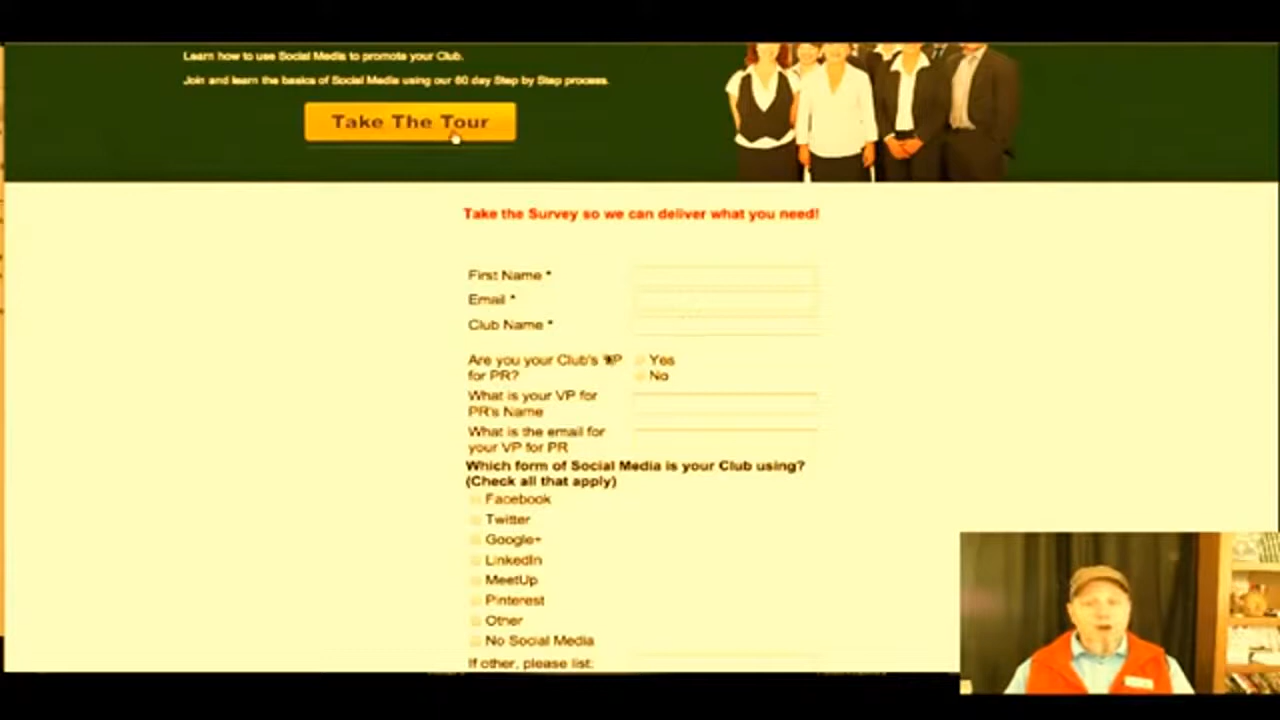 Learn how to use Social Media to promote your Club.
Join and learn the basics of Social Media using our 60 day Step by Step process.
Take The Tour
Take the Survey so we can deliver what you need!
First Name *
Email *
Club Name *
Are you your Club's VP
for PR?
Yes
No
What is your VP for
PR's Name
What is the email for
your VP for PR
Which form of Social Media is your Club using?
(Check all that apply)
Facebook
Twitter
Google+
LinkedIn
MeetUp
Pinterest
Other
No Social Media
If other, please list: